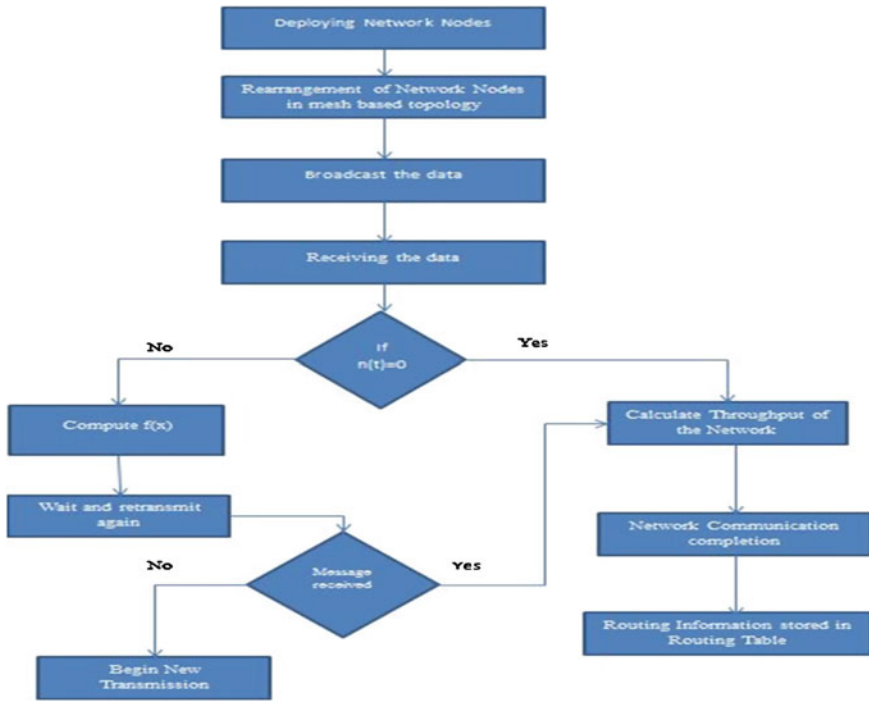 Deploying Network Nodes
Rearrangement of Network Nodes
in mesh based topology
Broadcast the data
Receiving the data
If
n(t)=0
No
Yes
Compute f(x)
Calculate Throughput of
the Network
Wait and retransmit
again
Network Communication
completion
Message
received
No
Yes
Routing Information stored in
Routing Table
Begin New
Transmission